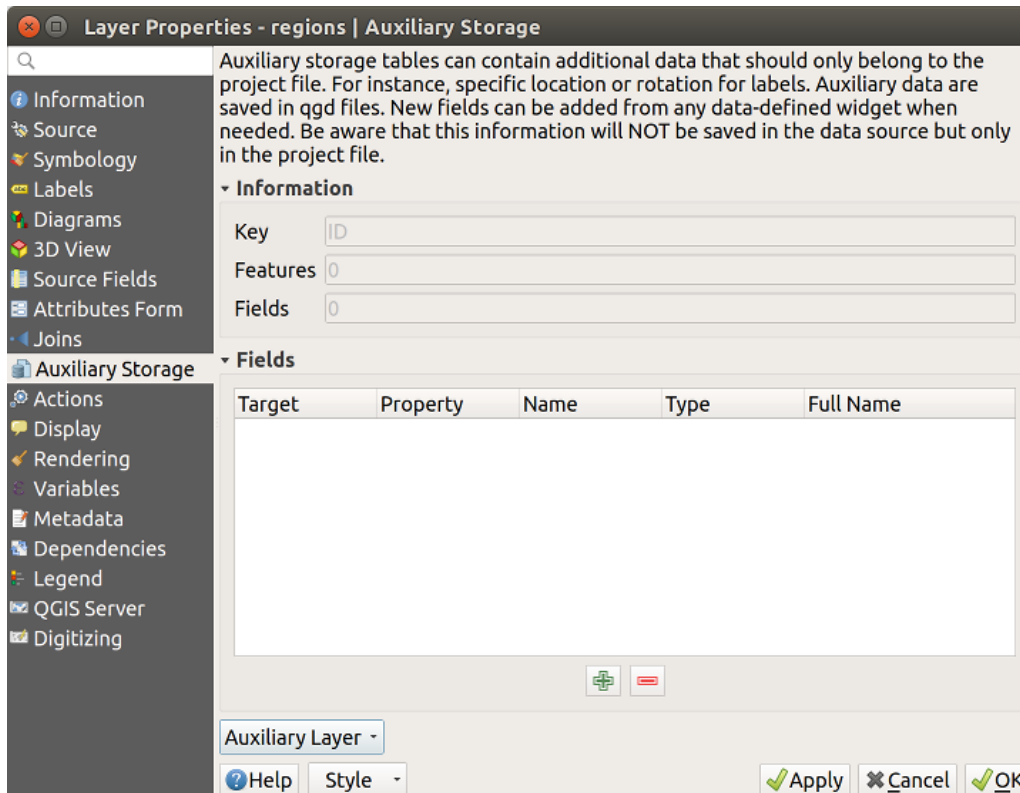 Layer Properties - regions | Auxiliary Storage
Information
Source
Symbology
Labels
Diagrams
3D View
Source Fields
Attributes Form
Joins
Auxiliary Storage
Actions
Display
Rendering
Variables
Metadata
Dependencies
Legend
QGIS Server
Digitizing
Auxiliary storage tables can contain additional data that should only belong to the
project file. For instance, specific location or rotation for labels. Auxiliary data are
saved in qgd files. New fields can be added from any data-defined widget when
needed. Be aware that this information will NOT be saved in the data source but only
in the project file.
Information
Key ID
Features 0
Fields 0
Fields
Target Property Name Type Full Name
Auxiliary Layer
Help Style Apply Cancel OK